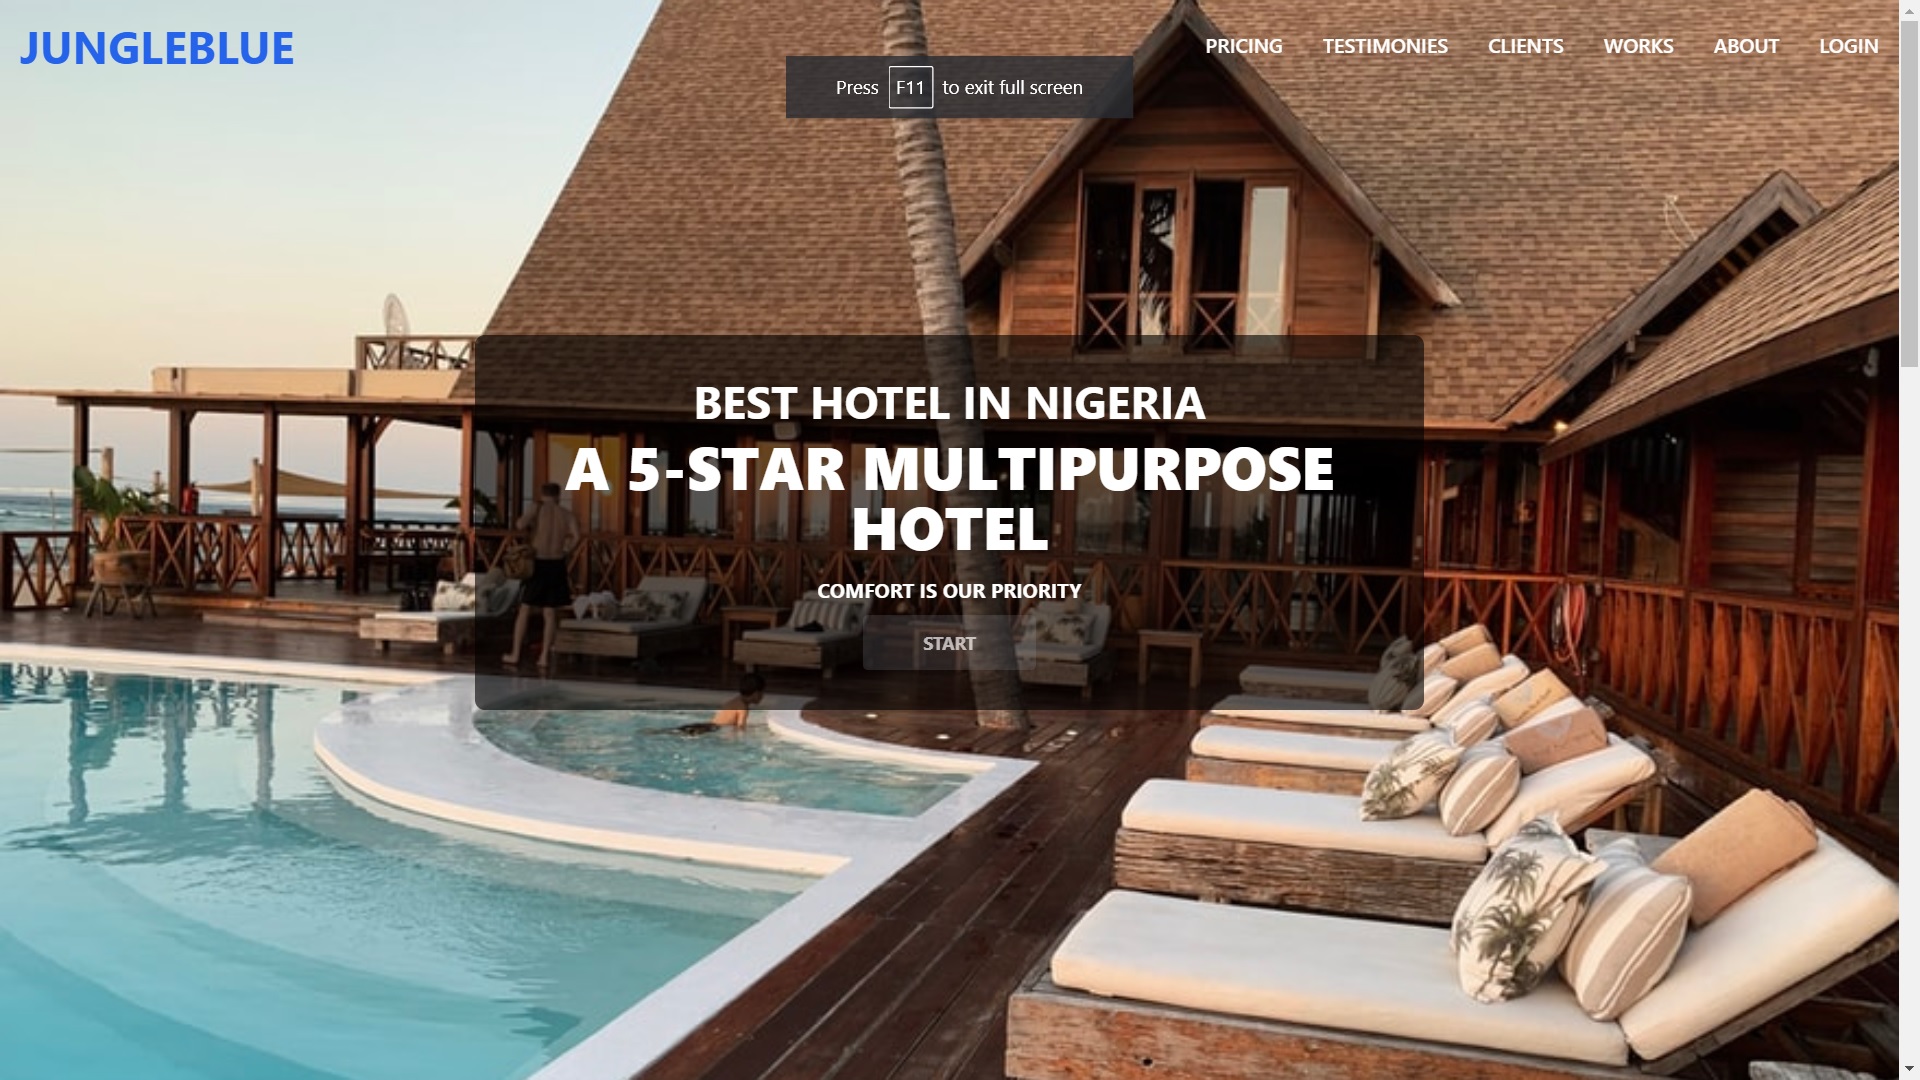 JUNGLEBLUE
PRICING TESTIMONIES CLIENTS WORKS ABOUT LOGIN
Press F11 to exit full screen
BEST HOTEL IN NIGERIA
A 5-STAR MULTIPURPOSE
HOTEL
COMFORT IS OUR PRIORITY
START